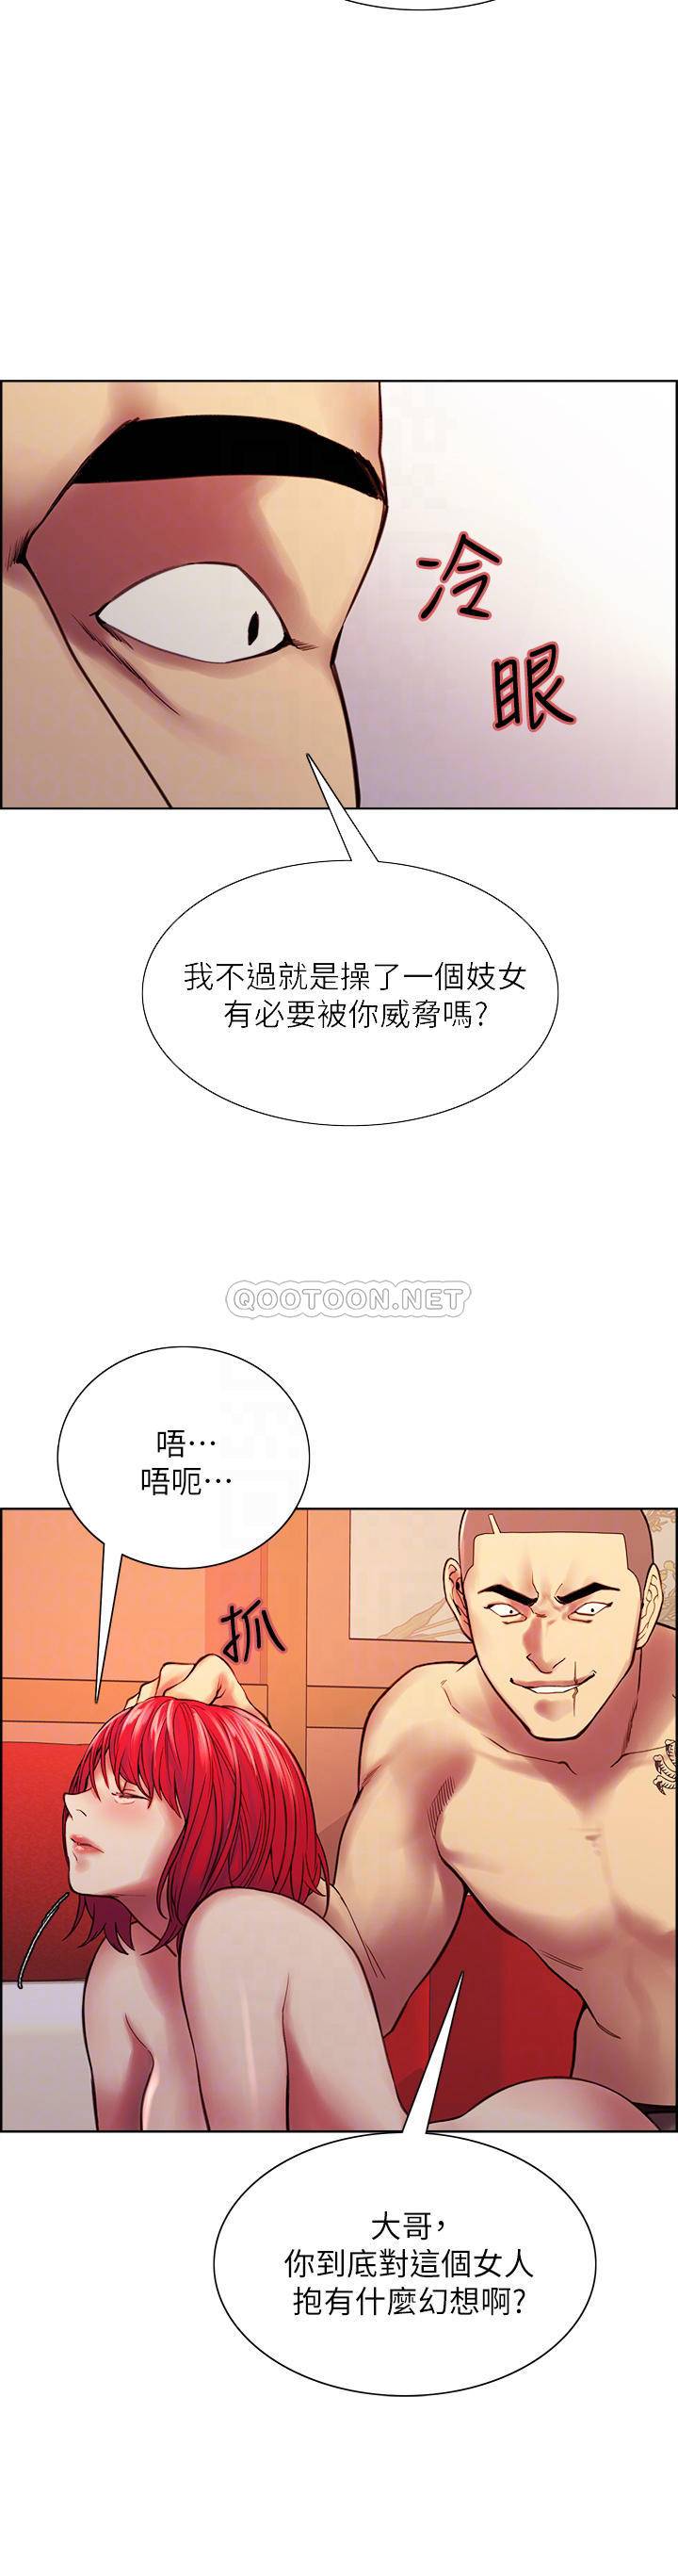 冷
眼
我不過就是操了一個妓女
有必要被你威脅嗎?
QOOTOON.NET
唔…
唔呃…
抓
大哥，
你到底對這個女人
抱有什麼幻想啊?